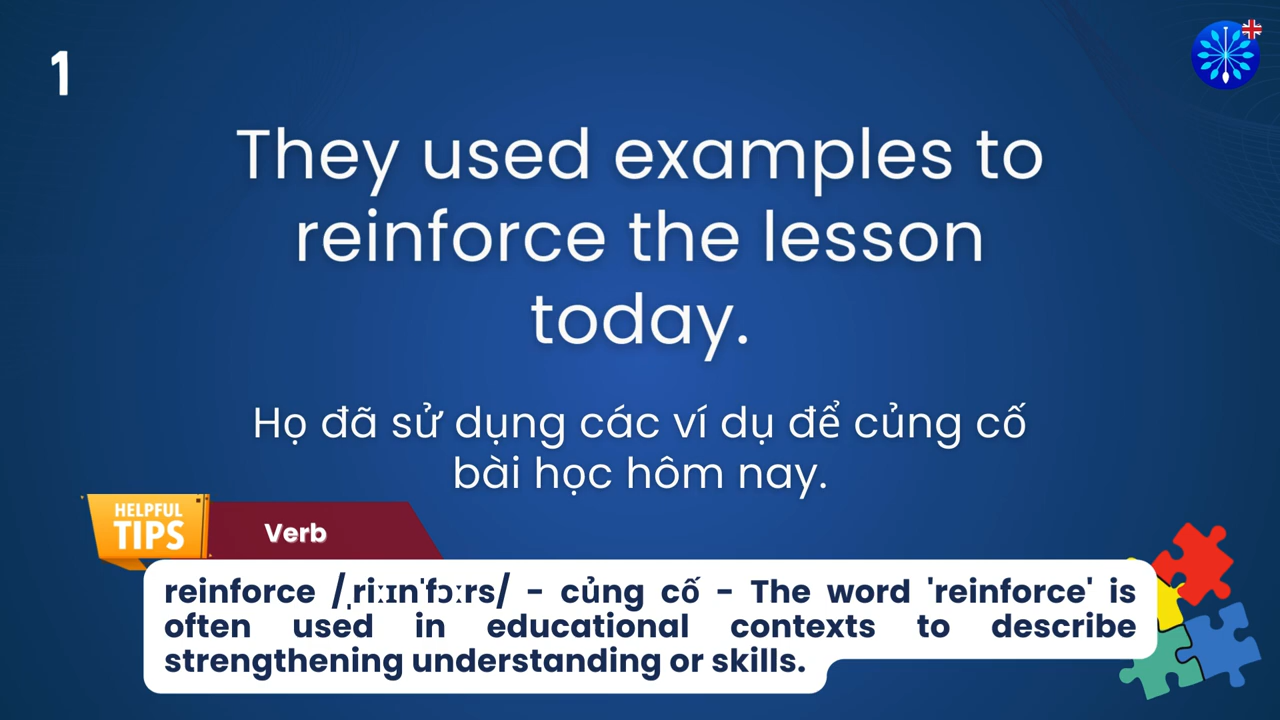 1
They used examples to
reinforce the lesson
today.
Họ đã sử dụng các ví dụ để củng cố
bài học hôm nay.
HELPFUL
TIPS
Verb
reinforce /ˌriːɪnˈfɔːrs/ - củng cố - The word 'reinforce' is
often used in educational contexts to describe
strengthening understanding or skills.